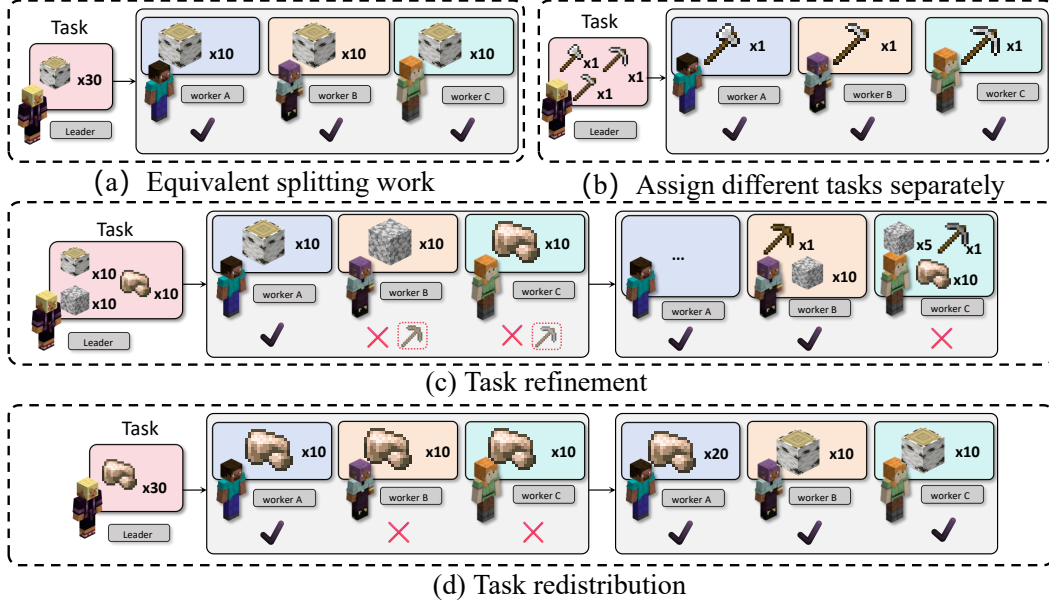 Task
x30
Leader
x10
worker A
x10
worker B
x10
worker C
(a) Equivalent splitting work
Task
x1
x1
x1
Leader
x1
worker A
x1
worker B
x1
worker C
(b) Assign different tasks separately
Task
x10
x10
x10
Leader
x10
worker A
x10
worker B
x10
worker C
...
worker A
x1
x10
worker B
x5
x1
x10
worker C
(c) Task refinement
Task
x30
Leader
x10
worker A
x10
worker B
x10
worker C
x20
worker A
x10
worker B
x10
worker C
(d) Task redistribution